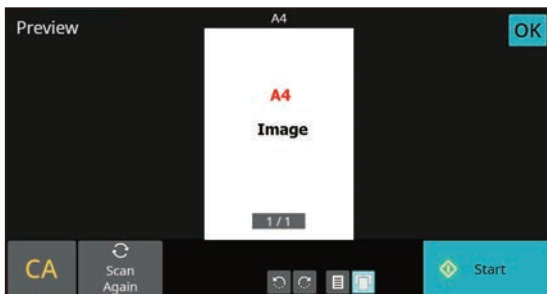 Preview
A4
OK
A4
Image
1 / 1
CA
Scan
Again
Start